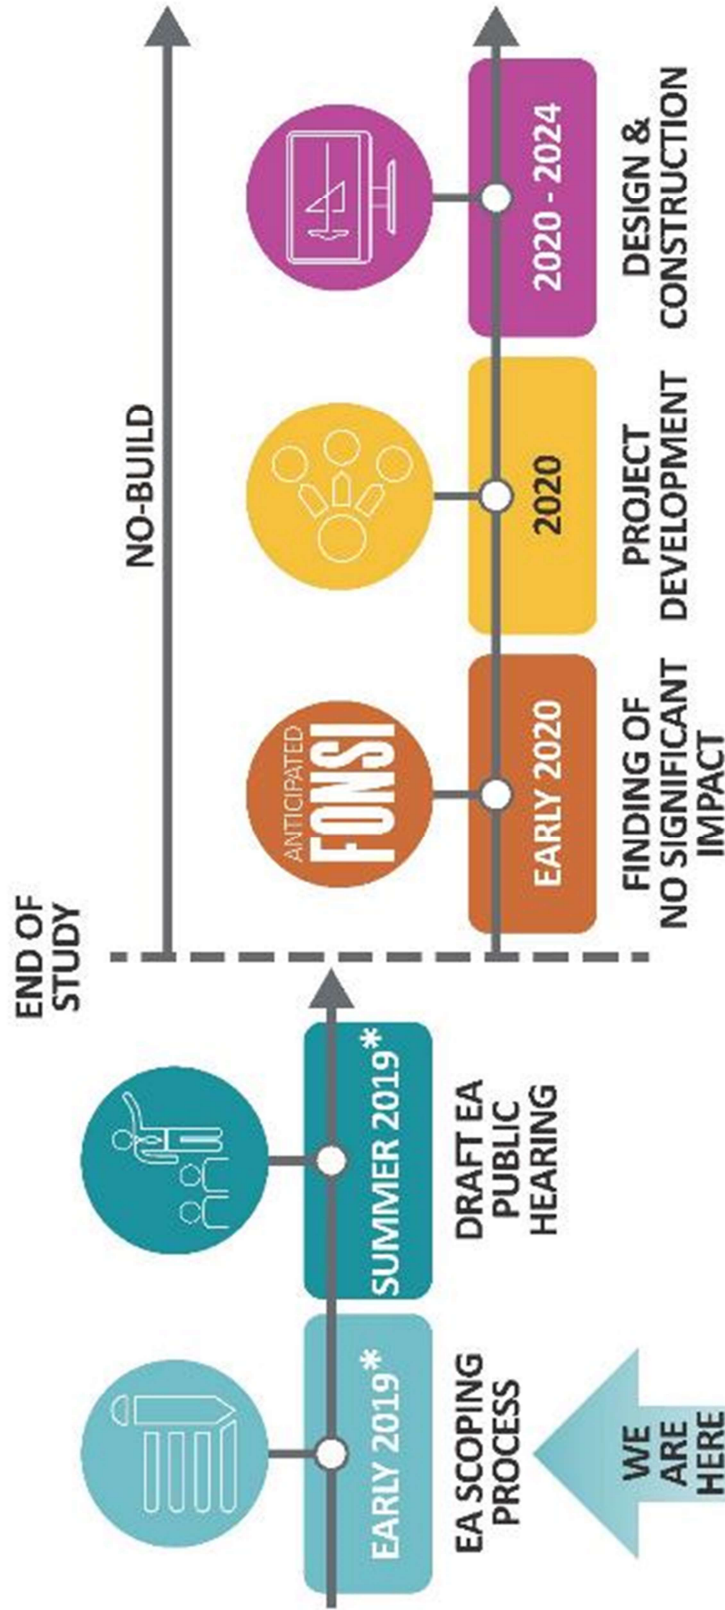 EARLY 2019*
EA SCOPING
PROCESS
WE
ARE
HERE
SUMMER 2019*
DRAFT EA
PUBLIC
HEARING
END OF
STUDY
NO-BUILD
ANTICIPATED
FONSI
EARLY 2020
FINDING OF
NO SIGNIFICANT
IMPACT
2020
PROJECT
DEVELOPMENT
2020 - 2024
DESIGN &
CONSTRUCTION